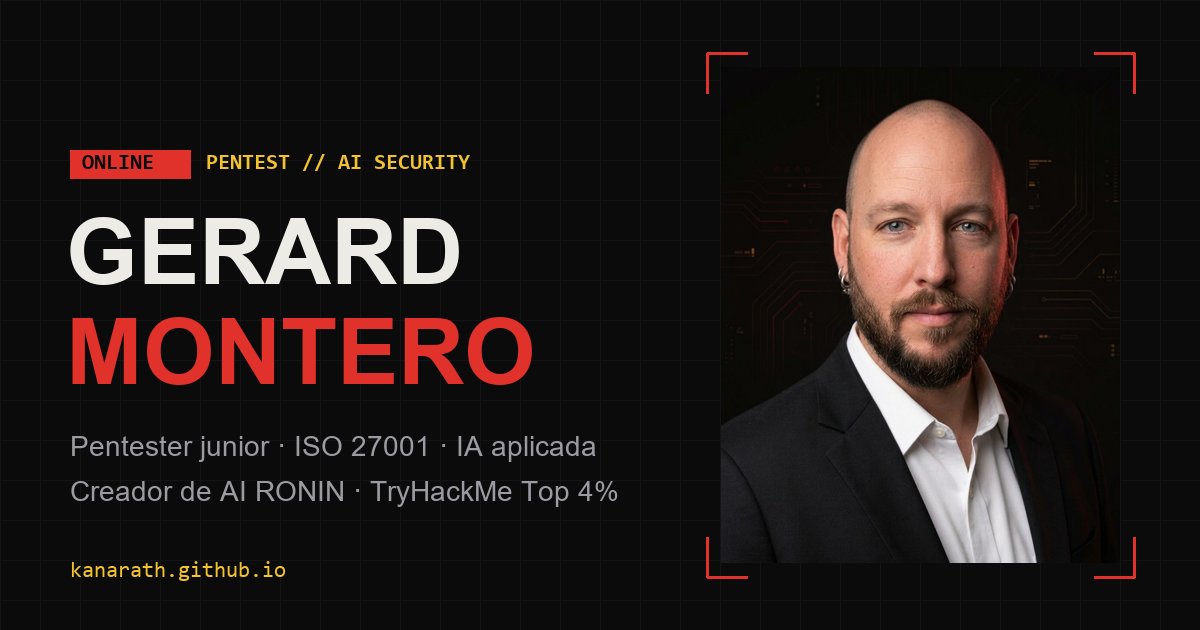 ONLINE PENTEST // AI SECURITY
GERARD
MONTERO
Pentester junior · ISO 27001 · IA aplicada
Creador de AI RONIN · TryHackMe Top 4%
kanarath.github.io